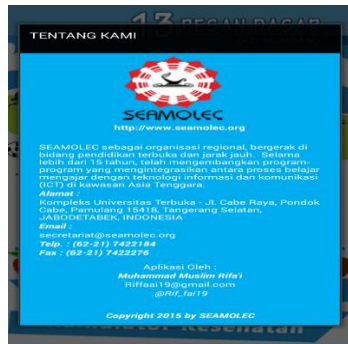 13 PESAN DASAR
TENTANG KAMI
SEAMOLEC
http://www.seamolec.org
SEAMOLEC sebagai organisasi regional, bergerak di
bidang pendidikan terbuka dan jarak jauh. Selama
lebih dari 15 tahun, telah mengembangkan program-
program yang mengintegrasikan antara proses belajar
mengajar dengan teknologi informasi dan komunikasi
(ICT) di kawasan Asia Tenggara.
Alamat :
Kompleks Universitas Terbuka - Jl. Cabe Raya, Pondok
Cabe, Pamulang 15418, Tangerang Selatan,
JABODETABEK, INDONESIA
Email :
secretariat@seamolec.org
Telp. : (62-21) 7422184
Fax : (62-21) 7422276
Aplikasi Oleh :
Muhammad Muslim Rifa'i
Riffaai19@gmail.com
.@Rif_fai19
Copyright 2015 by SEAMOLEC
Kesehatan